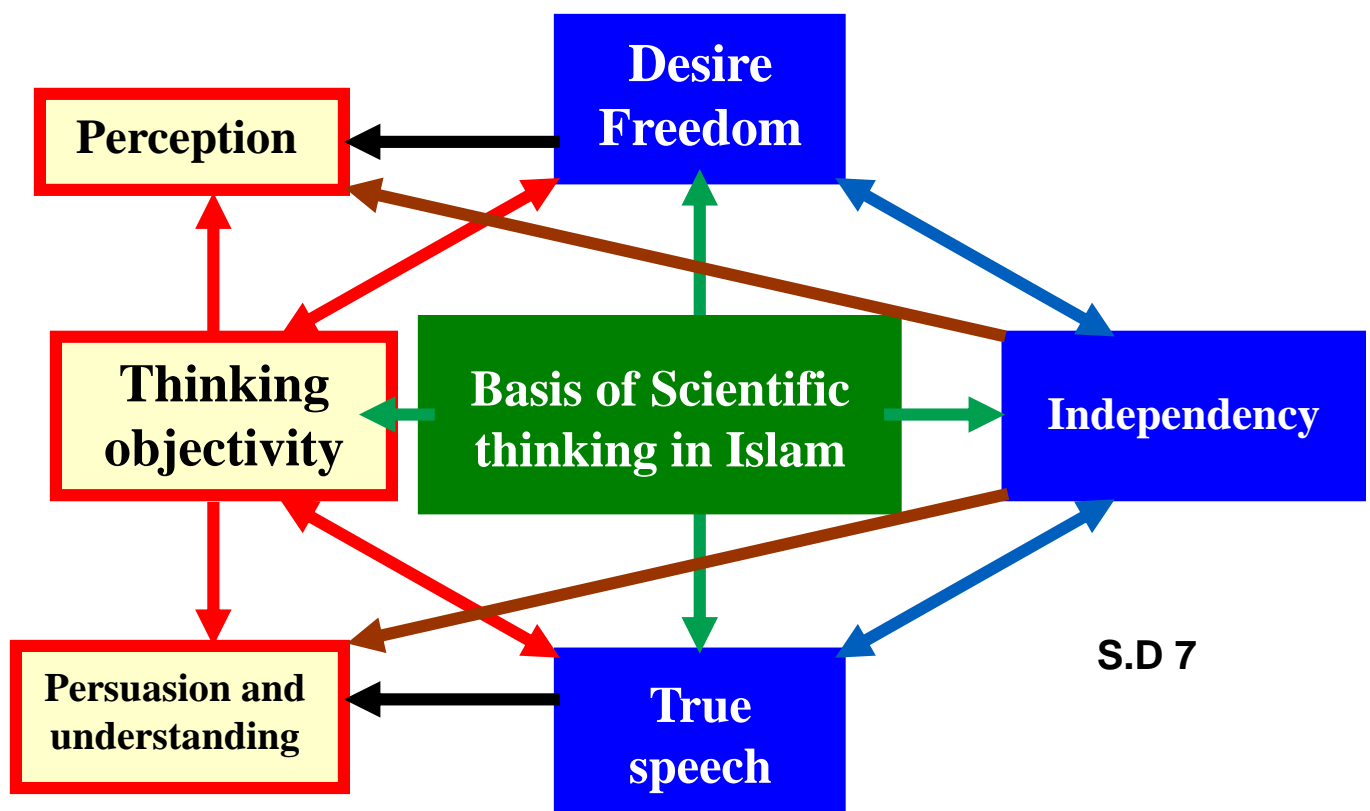 Desire
Freedom
Perception
Thinking
objectivity
Basis of Scientific
thinking in Islam
Independency
Persuasion and
understanding
True
speech
S.D 7